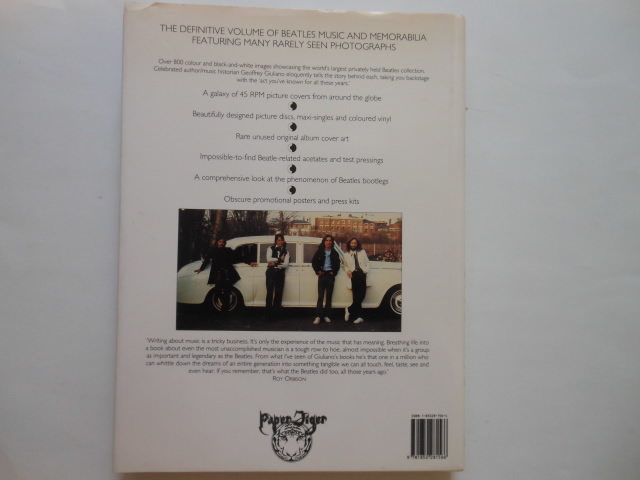 THE DEFINITIVE VOLUME OF BEATLES MUSIC AND MEMORABILIA
FEATURING MANY RARELY SEEN PHOTOGRAPHS
Over 800 colour and black-and-white images showcasing the world's largest privately held Beatles collection.
Celebrated author/music historian Geoffrey Giuliano eloquently tells the story behind each, taking you backstage
with the 'act you've known for all these years.'
A galaxy of 45 RPM picture covers from around the globe
Beautifully designed picture discs, maxi-singles and coloured vinyl
Rare unused original album cover art
Impossible-to-find Beatle-related acetates and test pressings
A comprehensive look at the phenomenon of Beatles bootlegs
Obscure promotional posters and press kits
'Writing about music is a tricky business. It's only the experience of the music that has meaning. Breathing life into
a book about even the most unaccomplished musician is a tough row to hoe, almost impossible when it's a group
as important and legendary as the Beatles. From what I've seen of Giuliano's books he's that one in a million who
can whittle down the dreams of an entire generation into something tangible we can all touch, feel, taste, see and
even hear. If you remember, that's what the Beatles did too, all those years ago.'
ROY ORBISON
Paper Tiger
ISBN